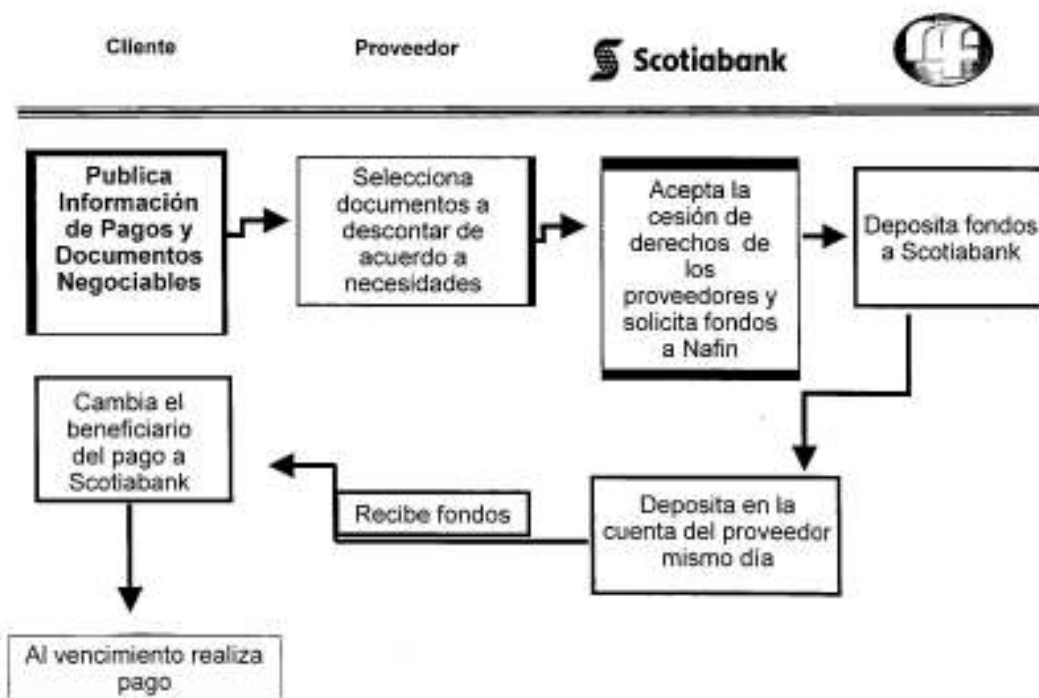 Cliente
Proveedor
Scotiabank
Publica
Información
de Pagos y
Documentos
Negociables
Selecciona
documentos a
descontar de
acuerdo a
necesidades
Acepta la
cesión de
derechos de
los
proveedores y
solicita fondos
a Nafin
Deposita fondos
a Scotiabank
Cambia el
beneficiario
del pago a
Scotiabank
Recibe fondos
Deposita en la
cuenta del proveedor
mismo día
Al vencimiento realiza
pago